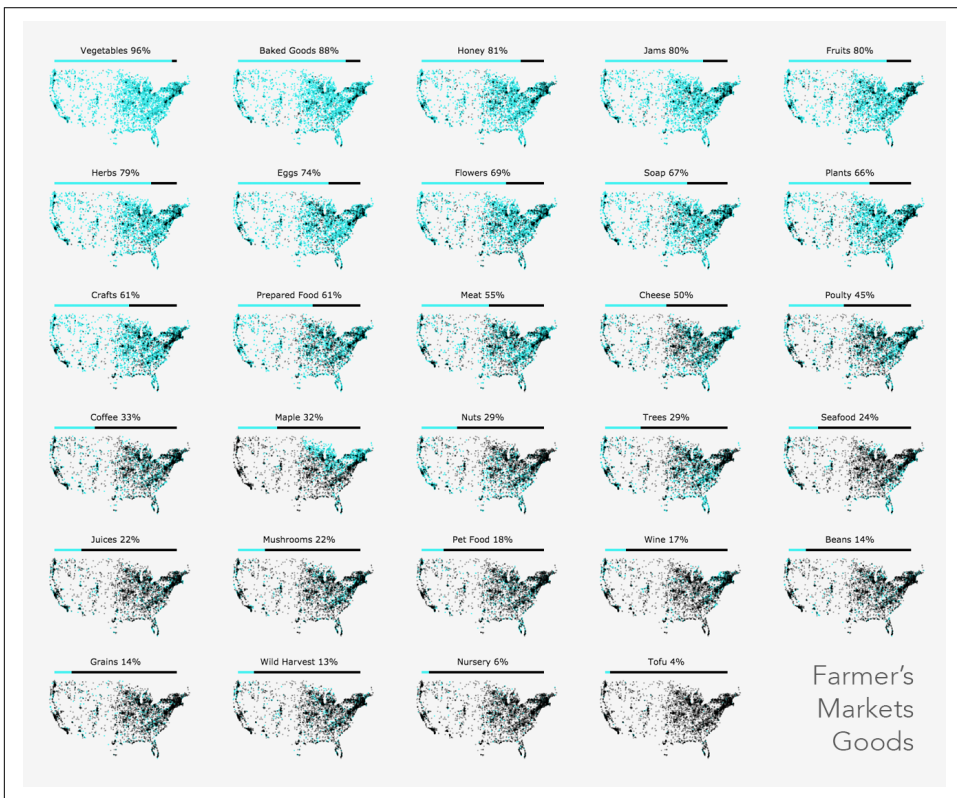 Vegetables 96%
Baked Goods 88%
Honey 81%
Jams 80%
Fruits 80%
Herbs 79%
Eggs 74%
Flowers 69%
Soap 67%
Plants 66%
Crafts 61%
Prepared Food 61%
Meat 55%
Cheese 50%
Poulty 45%
Coffee 33%
Maple 32%
Nuts 29%
Trees 29%
Seafood 24%
Juices 22%
Mushrooms 22%
Pet Food 18%
Wine 17%
Beans 14%
Grains 14%
Wild Harvest 13%
Nursery 6%
Tofu 4%
Farmer’s
Markets
Goods